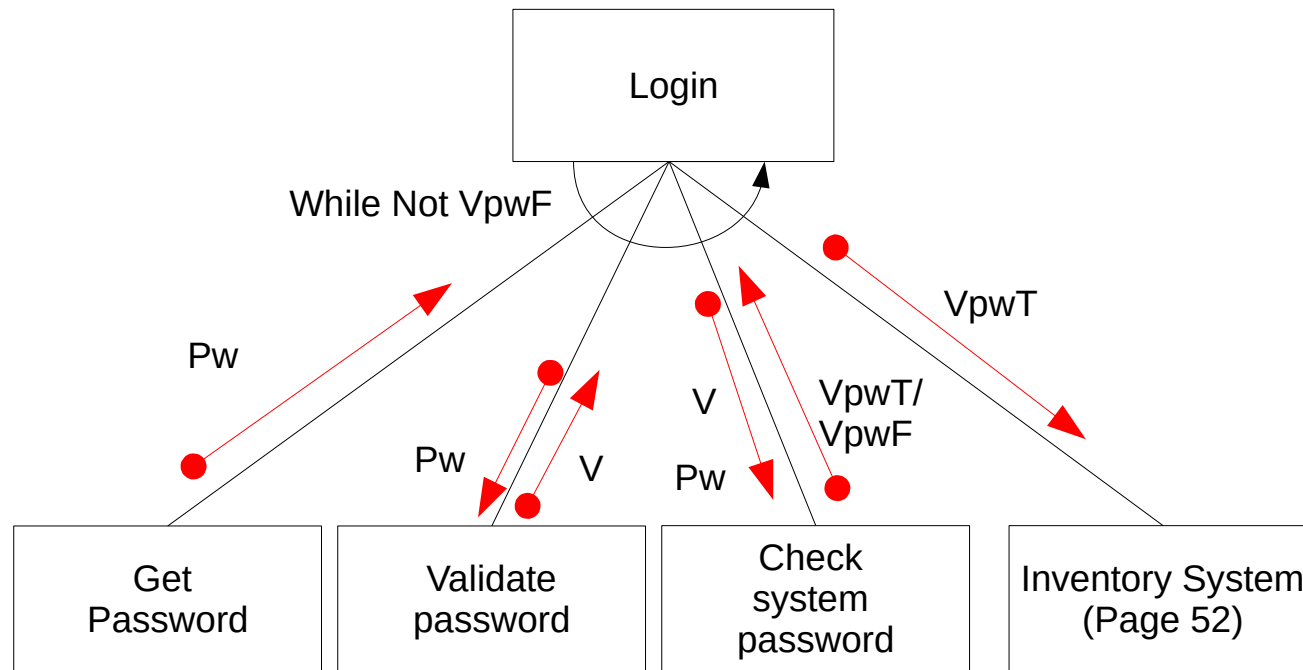 Login
While Not VpwF
VpwT
Pw
V
VpwT/
VpwF
Pw
V
Pw
Get
Password
Validate
password
Check
system
password
Inventory System
(Page 52)